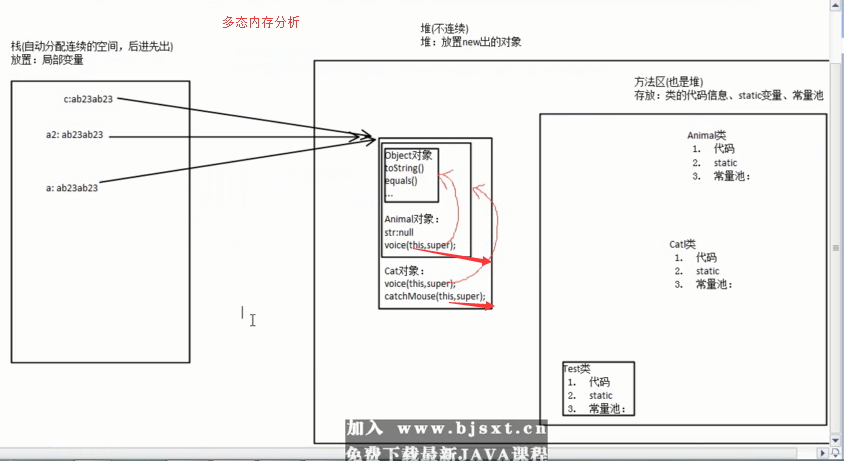 多态内存分析
栈(自动分配连续的空间，后进先出)
放置：局部变量
c:ab23ab23
a2: ab23ab23
a: ab23ab23
堆(不连续)
堆：放置new出的对象
Object对象
toString()
equals()
...
Animal对象：
str:null
voice(this,super);
Cat对象：
voice(this,super);
catchMouse(this,super);
方法区(也是堆)
存放：类的代码信息、static变量、常量池
Animal类
1. 代码
2. static
3. 常量池：
Catl类
1. 代码
2. static
3. 常量池：
Test类
1. 代码
2. static
3. 常量池：
加入 www.bjsxt.cn
免费下载最新JAVA课程